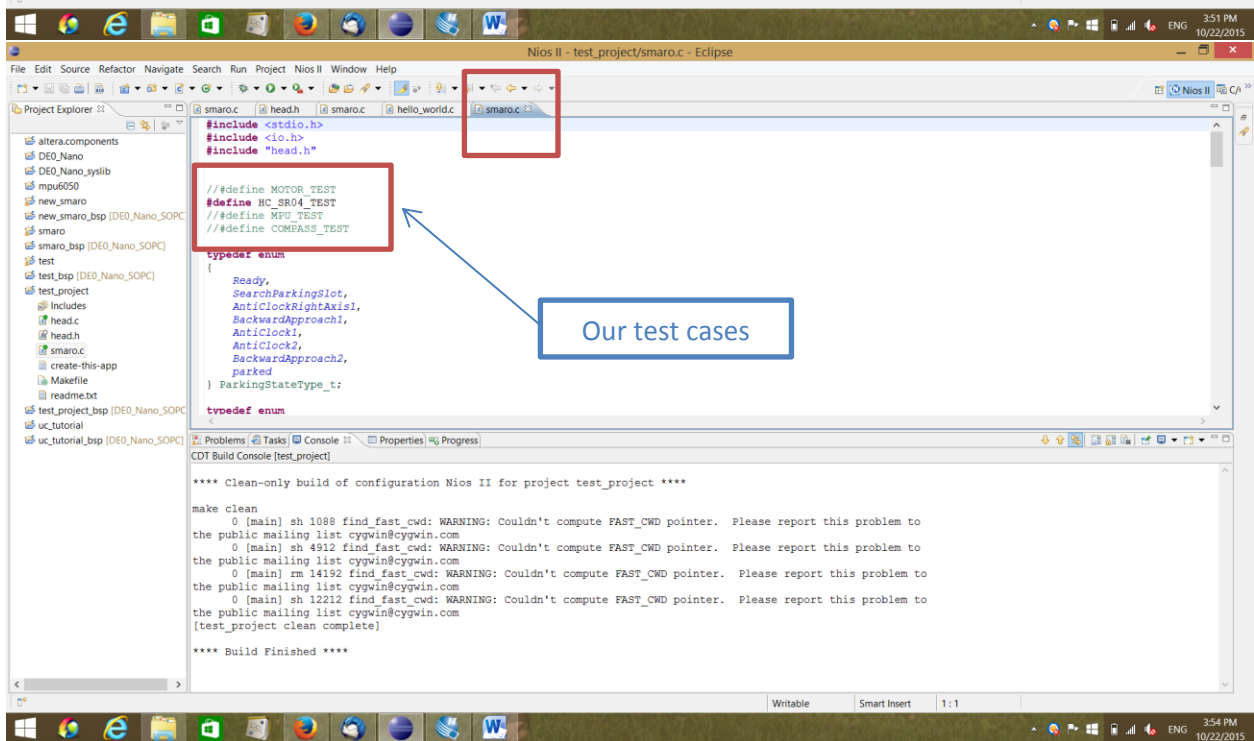 3:51 PM
ENG
10/22/2015
Nios II - test_project/smaro.c - Eclipse
File Edit Source Refactor Navigate Search Run Project Nios II Window Help
Nios II C/
Project Explorer
smaro.c head.h smaro.c hello_world.c smaro.c
altera.components
DE0_Nano
DE0_Nano_syslib
mpu6050
new_smaro
new_smaro_bsp [DE0_Nano_SOPC]
smaro
smaro_bsp [DE0_Nano_SOPC]
test
test_bsp [DE0_Nano_SOPC]
test_project
Includes
head.c
head.h
smaro.c
create-this-app
Makefile
readme.txt
test_project_bsp [DE0_Nano_SOPC
uc_tutorial
uc_tutorial_bsp [DE0_Nano_SOPC]
#include <stdio.h>
#include <io.h>
#include "head.h"
//#define MOTOR_TEST
#define HC_SR04_TEST
//#define MPU_TEST
//#define COMPASS_TEST
typedef enum
{
Ready,
SearchParkingSlot,
AntiClockRightAxis1,
BackwardApproach1,
AntiClock1,
AntiClock2,
BackwardApproach2,
parked
} ParkingStateType_t;
typedef enum
Our test cases
Problems Tasks Console Properties Progress
CDT Build Console [test_project]
**** Clean-only build of configuration Nios II for project test_project ****
make clean
0 [main] sh 1088 find_fast_cwd: WARNING: Couldn't compute FAST_CWD pointer. Please report this problem to
the public mailing list cygwin@cygwin.com
0 [main] sh 4912 find_fast_cwd: WARNING: Couldn't compute FAST_CWD pointer. Please report this problem to
the public mailing list cygwin@cygwin.com
0 [main] rm 14192 find_fast_cwd: WARNING: Couldn't compute FAST_CWD pointer. Please report this problem to
the public mailing list cygwin@cygwin.com
0 [main] sh 12212 find_fast_cwd: WARNING: Couldn't compute FAST_CWD pointer. Please report this problem to
the public mailing list cygwin@cygwin.com
[test_project clean complete]
**** Build Finished ****
Writable Smart Insert 1 : 1
3:54 PM
ENG
10/22/2015